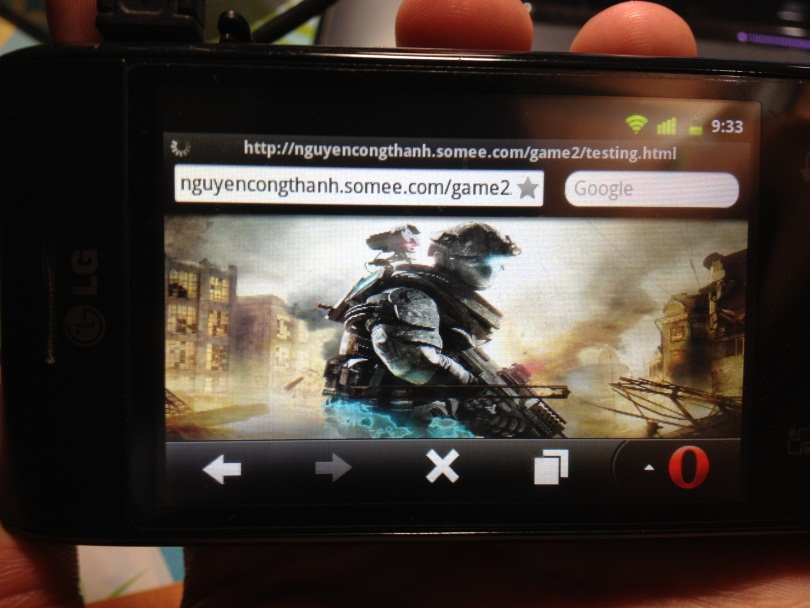 9:33
http://nguyencongthanh.somee.com/game2/testing.html
nguyencongthanh.somee.com/game2
Google
LG